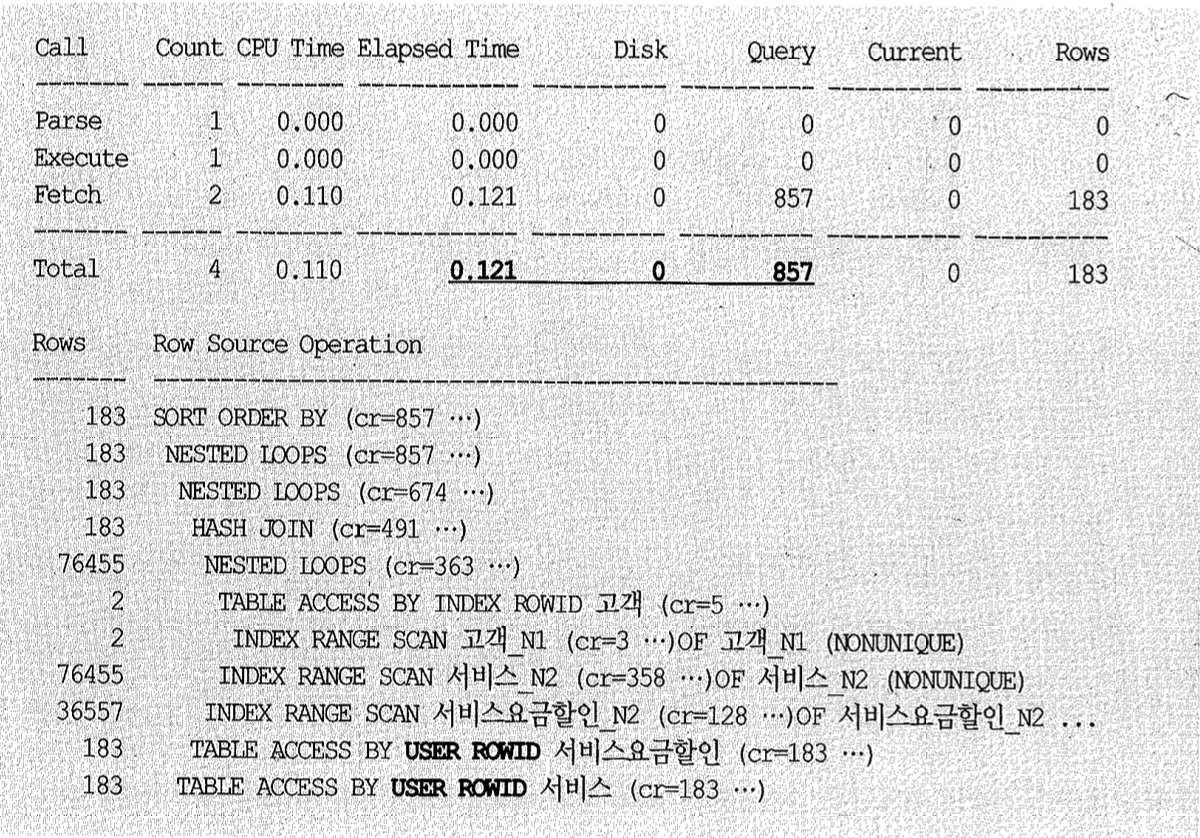 Call Count CPU Time Elapsed Time Disk Query Current Rows
------- ------ -------- ------------ ---------- ---------- ---------- ----------
Parse 1 0.000 0.000 0 0 0 0
Execute 1 0.000 0.000 0 0 0 0
Fetch 2 0.110 0.121 0 857 0 183
------- ------ -------- ------------ ---------- ---------- ---------- ----------
Total 4 0.110 0.121 0 857 0 183
Rows Row Source Operation
------- ---------------------------------------------------
183 SORT ORDER BY (cr=857 …)
183 NESTED LOOPS (cr=857 …)
183 NESTED LOOPS (cr=674 …)
183 HASH JOIN (cr=491 …)
76455 NESTED LOOPS (cr=363 …)
2 TABLE ACCESS BY INDEX ROWID 고객 (cr=5 …)
2 INDEX RANGE SCAN 고객_N1 (cr=3 …)OF 고객_N1 (NONUNIQUE)
76455 INDEX RANGE SCAN 서비스_N2 (cr=358 …)OF 서비스_N2 (NONUNIQUE)
36557 INDEX RANGE SCAN 서비스요금할인_N2 (cr=128 …)OF 서비스요금할인_N2 ...
183 TABLE ACCESS BY USER ROWID 서비스요금할인 (cr=183 …)
183 TABLE ACCESS BY USER ROWID 서비스 (cr=183 …)